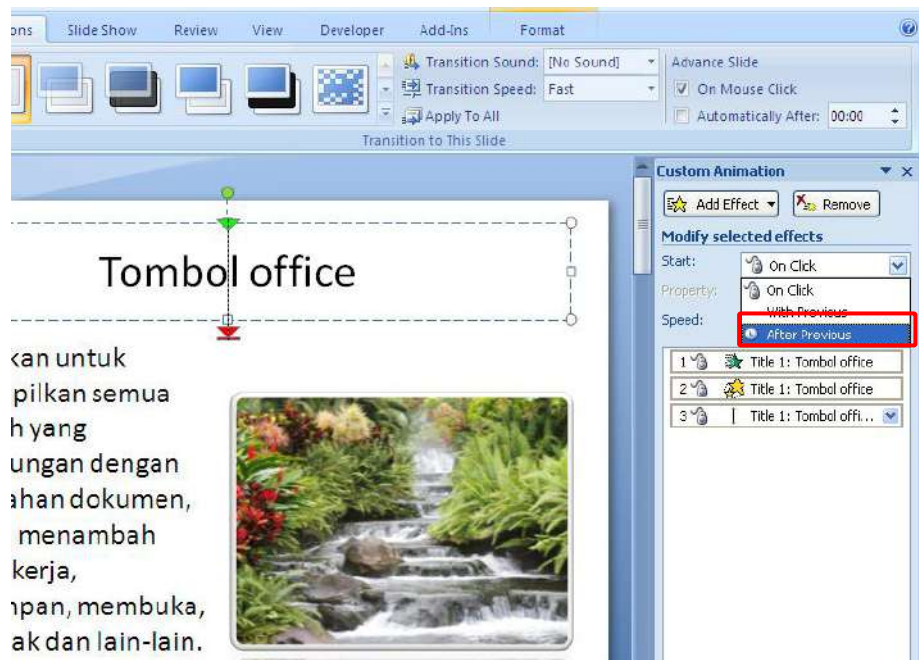 ons Slide Show Review View Developer Add-Ins Format
Transition Sound: [No Sound]
Transition Speed: Fast
Apply To All
Transition to This Slide
Advance Slide
On Mouse Click
Automatically After: 00:00
Tombol office
kan untuk
pilkan semua
h yang
ungan dengan
ahan dokumen,
menambah
kerja,
npan, membuka,
ak dan lain-lain.
Custom Animation
Add Effect Remove
Modify selected effects
Start: On Click
Property: On Click
With Previous
Speed: After Previous
1 Title 1: Tombol office
2 Title 1: Tombol office
3 Title 1: Tombol offi...